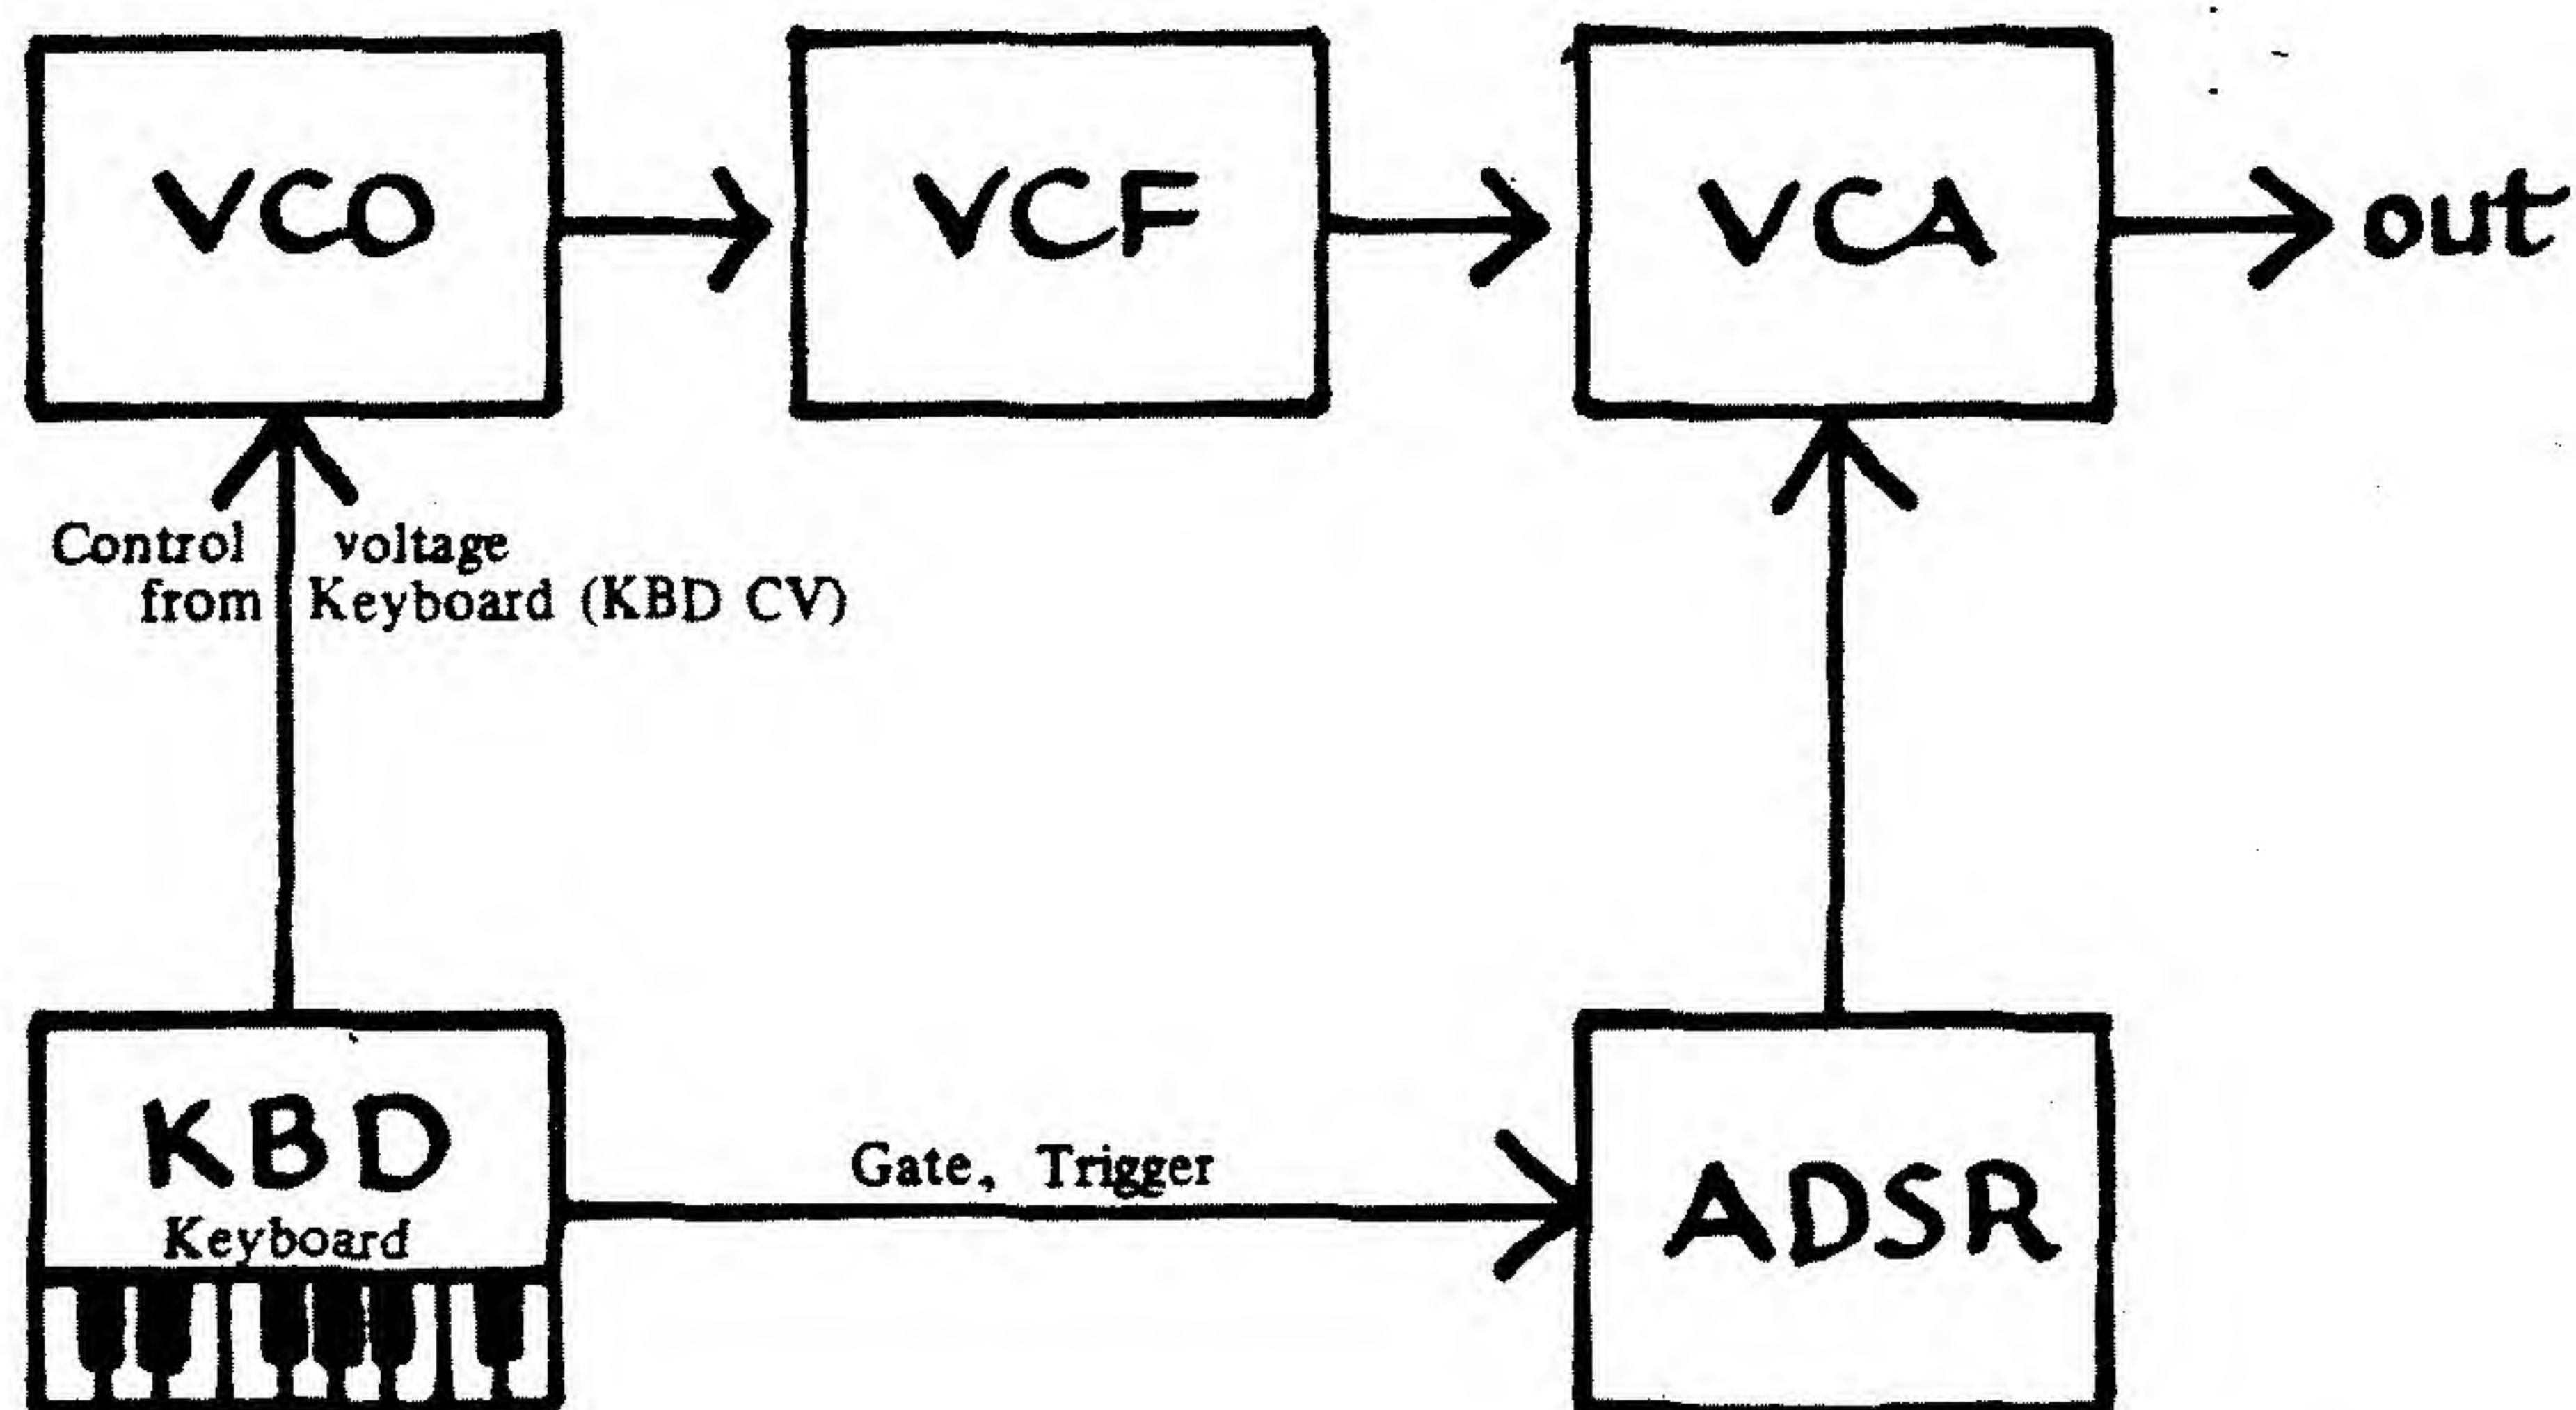 VCO
VCF
VCA
out
Control voltage
from Keyboard (KBD CV)
KBD
Keyboard
Gate, Trigger
ADSR